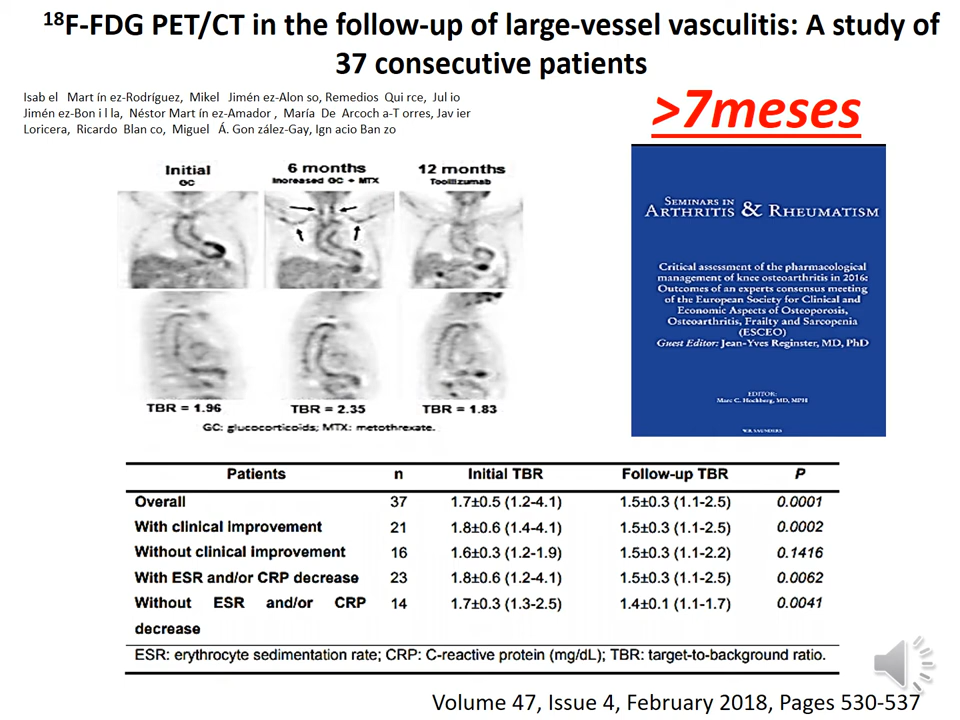 18F-FDG PET/CT in the follow-up of large-vessel vasculitis: A study of
37 consecutive patients
Isab el Mart ín ez-Rodríguez, Mikel Jimén ez-Alon so, Remedios Qui rce, Jul io
Jimén ez-Bon i l la, Néstor Mart ín ez-Amador , María De Arcoch a-T orres, Jav ier
Loricera, Ricardo Blan co, Miguel Á. Gon zález-Gay, Ign acio Ban zo
>7meses
Initial
GC
6 months
Increased GC + MTX
12 months
Tocilizumab
TBR = 1.96
TBR = 2.35
TBR = 1.83
GC: glucocorticoids; MTX: metothrexate.
SEMINARS IN
ARTHRITIS & RHEUMATISM
Critical assessment of the pharmacological
management of knee osteoarthritis in 2016:
Outcomes of an experts consensus meeting
of the European Society for Clinical and
Economic Aspects of Osteoporosis,
Osteoarthritis, Frailty and Sarcopenia
(ESCEO)
Guest Editor: Jean-Yves Reginster, MD, PhD
EDITOR:
Marc C. Hochberg, MD, MPH
W.B. SAUNDERS
Patients n Initial TBR Follow-up TBR P
Overall 37 1.7±0.5 (1.2-4.1) 1.5±0.3 (1.1-2.5) 0.0001
With clinical improvement 21 1.8±0.6 (1.4-4.1) 1.5±0.3 (1.1-2.5) 0.0002
Without clinical improvement 16 1.6±0.3 (1.2-1.9) 1.5±0.3 (1.1-2.2) 0.1416
With ESR and/or CRP decrease 23 1.8±0.6 (1.2-4.1) 1.5±0.3 (1.1-2.5) 0.0062
Without ESR and/or CRP 14 1.7±0.3 (1.3-2.5) 1.4±0.1 (1.1-1.7) 0.0041
decrease
ESR: erythrocyte sedimentation rate; CRP: C-reactive protein (mg/dL); TBR: target-to-background ratio.
Volume 47, Issue 4, February 2018, Pages 530-537